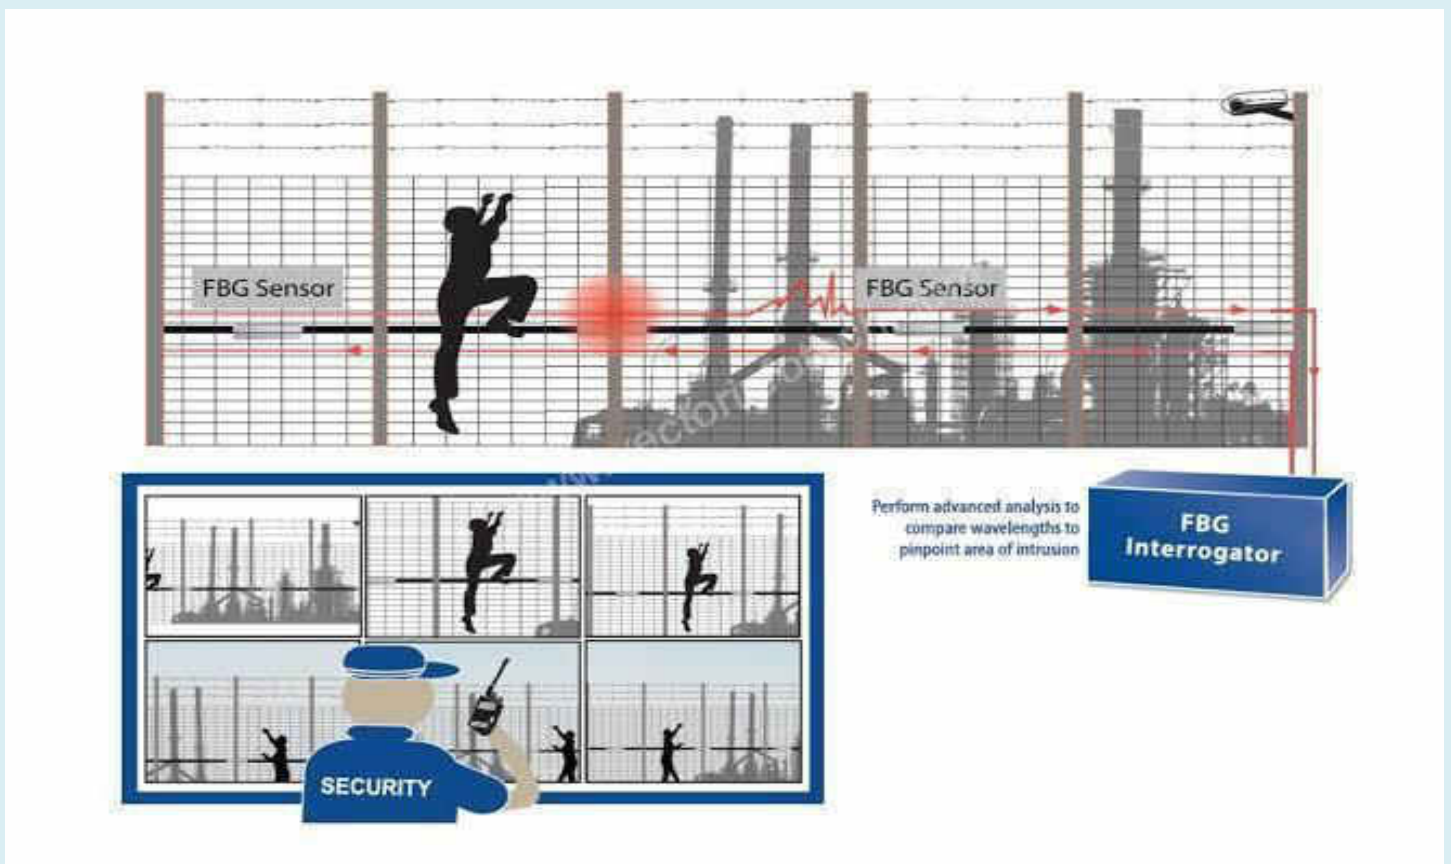 FBG Sensor
FBG Sensor
Perform advanced analysis to
compare wavelengths to
pinpoint area of intrusion
FBG
Interrogator
SECURITY